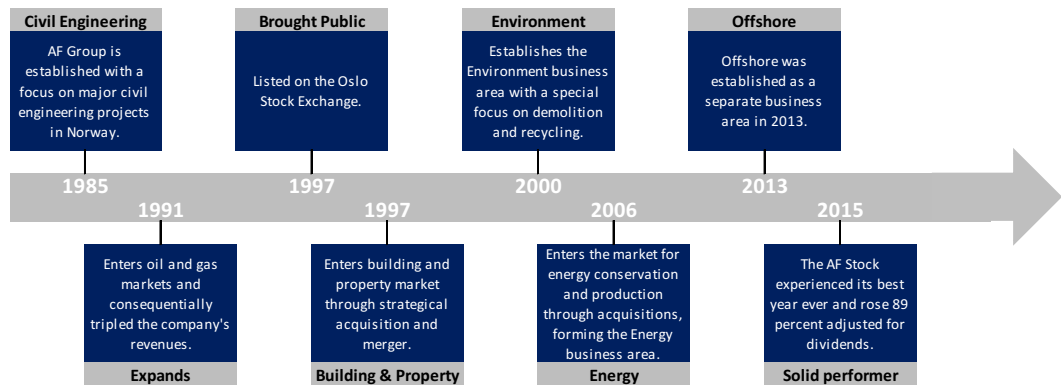 Civil Engineering
AF Group is
established with a
focus on major civil
engineering projects
in Norway.
Brought Public
Listed on the Oslo
Stock Exchange.
Environment
Establishes the
Environment business
area with a special
focus on demolition
and recycling.
Offshore
Offshore was
established as a
separate business
area in 2013.
1985
1997
2000
2013
1991
1997
2006
2015
Enters oil and gas
markets and
consequentially
tripled the company's
revenues.
Expands
Enters building and
property market
through strategical
acquisition and
merger.
Building & Property
Enters the market for
energy conservation
and production
through acquisitions,
forming the Energy
business area.
Energy
The AF Stock
experienced its best
year ever and rose 89
percent adjusted for
dividends.
Solid performer